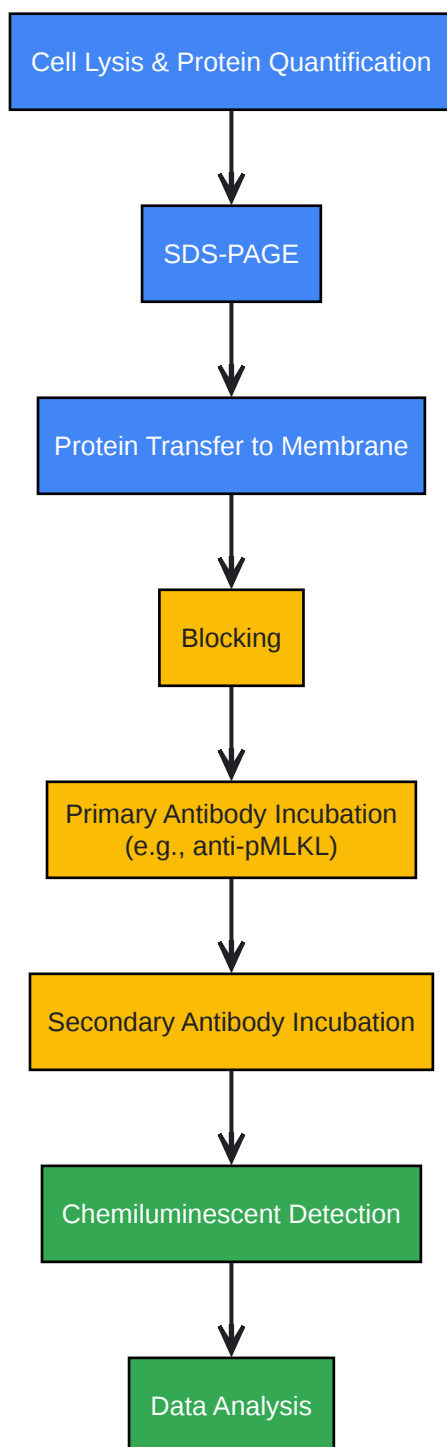 Cell Lysis & Protein Quantification
SDS-PAGE
Protein Transfer to Membrane
Blocking
Primary Antibody Incubation
(e.g., anti-pMLKL)
Secondary Antibody Incubation
Chemiluminescent Detection
Data Analysis